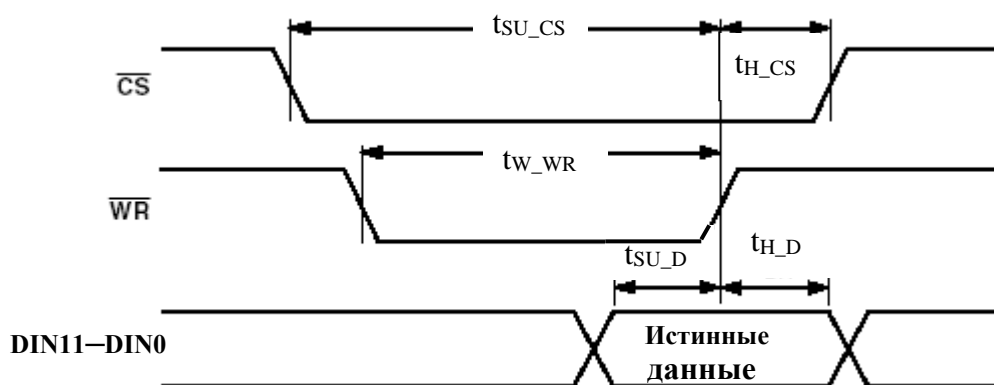 tSU_CS
tH_CS
CS
tW_WR
WR
tSU_D
tH_D
DIN11—DIN0
Истинные
данные